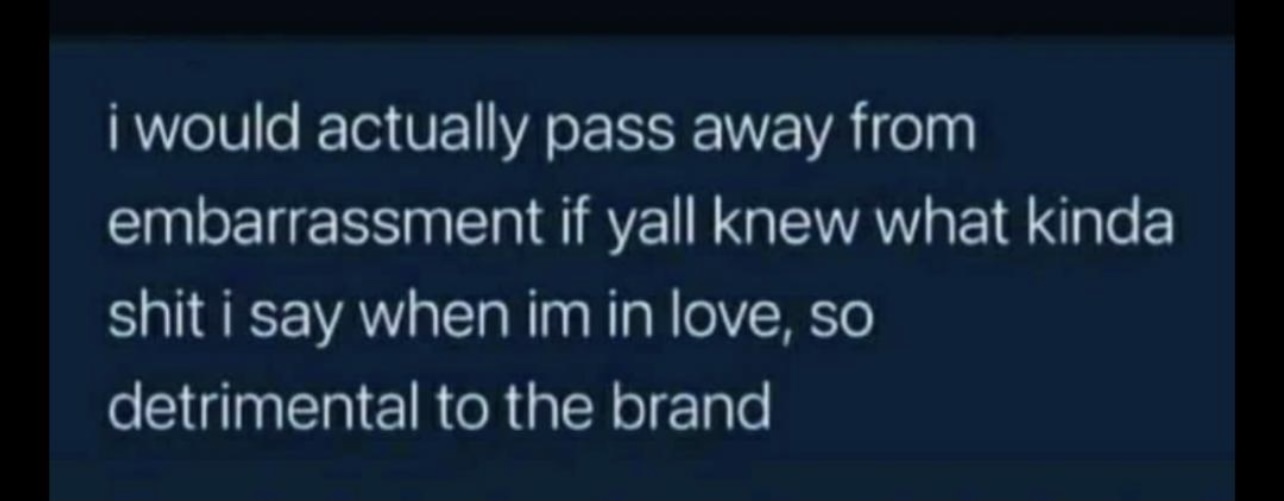 i would actually pass away from
embarrassment if yall knew what kinda
shit i say when im in love, so
detrimental to the brand